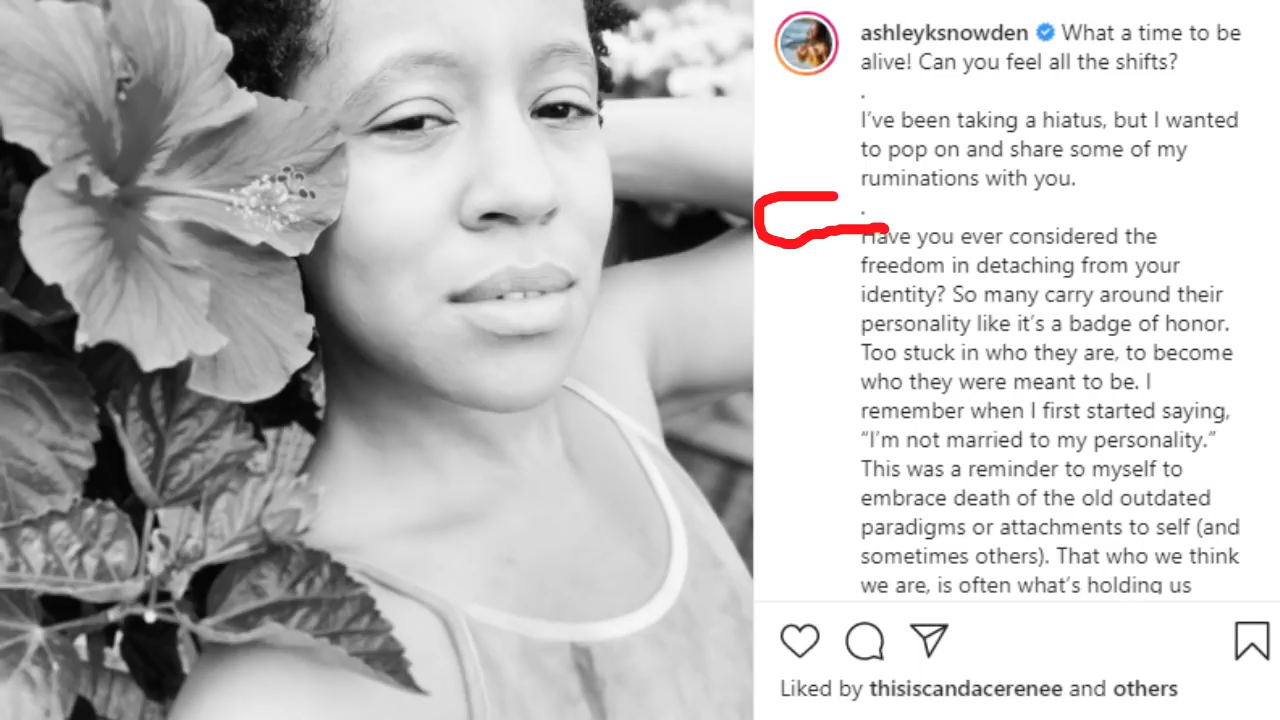 ashleyksnowden What a time to be
alive! Can you feel all the shifts?
.
I've been taking a hiatus, but I wanted
to pop on and share some of my
ruminations with you.
.
Have you ever considered the
freedom in detaching from your
identity? So many carry around their
personality like it's a badge of honor.
Too stuck in who they are, to become
who they were meant to be. I
remember when I first started saying,
“I'm not married to my personality.”
This was a reminder to myself to
embrace death of the old outdated
paradigms or attachments to self (and
sometimes others). That who we think
we are, is often what's holding us
Liked by thisiscandacerenee and others